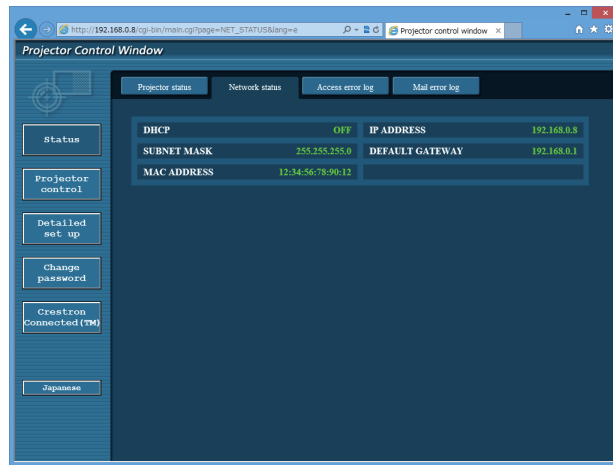 http://192.168.0.8/cgi-bin/main.cgi?page=NET_STATUS&lang=e
Projector control window
Projector Control Window
Projector status
Network status
Access error log
Mail error log
Status
Projector control
Detailed set up
Change password
Crestron Connected(TM)
Japanese
DHCP OFF IP ADDRESS 192.168.0.8
SUBNET MASK 255.255.255.0 DEFAULT GATEWAY 192.168.0.1
MAC ADDRESS 12:34:56:78:90:12